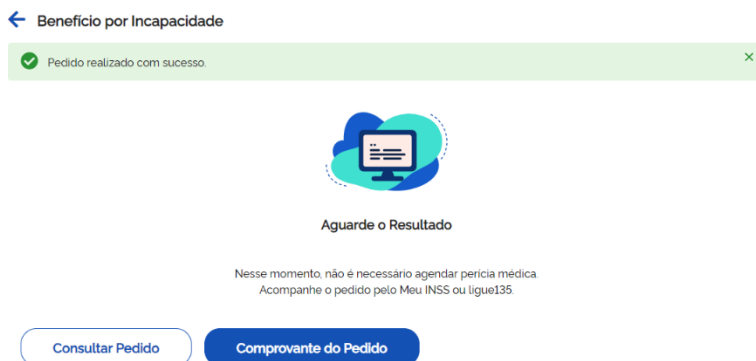 Benefício por Incapacidade
Pedido realizado com sucesso.
Aguarde o Resultado
Nesse momento, não é necessário agendar perícia médica.
Acompanhe o pedido pelo Meu INSS ou ligue135.
Consultar Pedido
Comprovante do Pedido